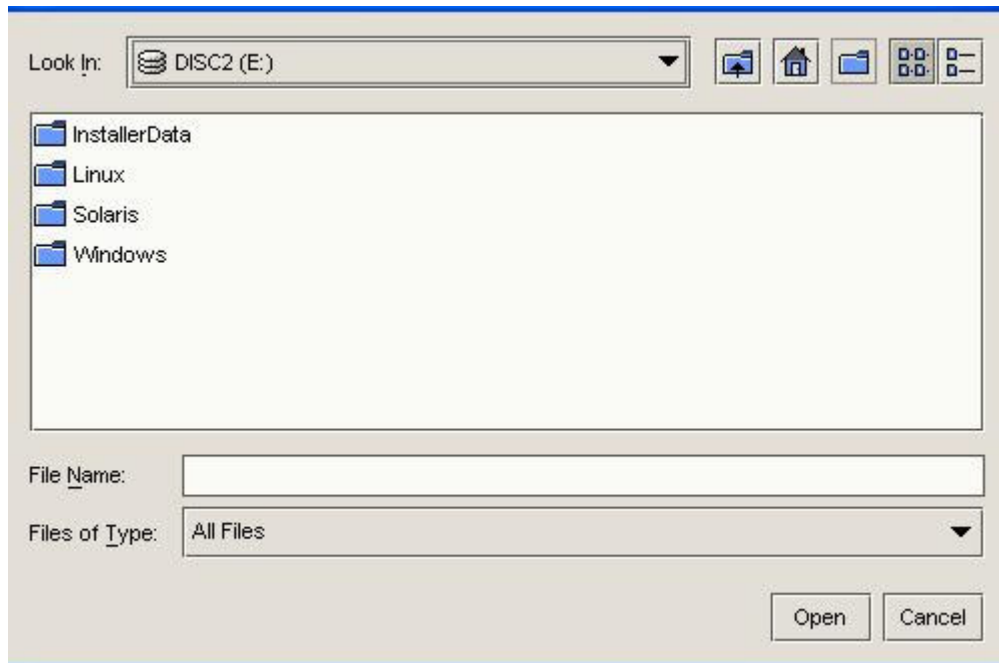 Look In: DISC2 (E:)
InstallerData
Linux
Solaris
Windows
File Name:
Files of Type: All Files
Open Cancel